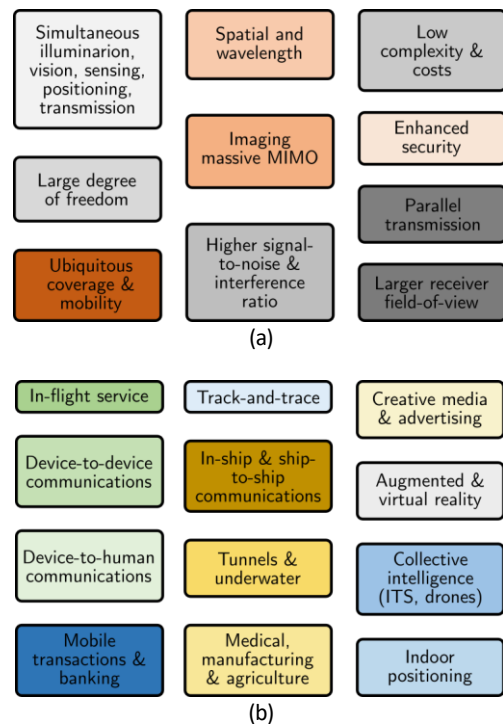 Simultaneous
illuminarion,
vision, sensing,
positioning,
transmission
Large degree
of freedom
Ubiquitous
coverage &
mobility
Spatial and
wavelength
Imaging
massive MIMO
Higher signal-
to-noise &
interference
ratio
Low
complexity &
costs
Enhanced
security
Parallel
transmission
Larger receiver
field-of-view
(a)
In-flight service
Device-to-device
communications
Device-to-human
communications
Mobile
transactions &
banking
Track-and-trace
In-ship & ship-
to-ship
communications
Tunnels &
underwater
Medical,
manufacturing
& agriculture
Creative media
& advertising
Augmented &
virtual reality
Collective
intelligence
(ITS, drones)
Indoor
positioning
(b)